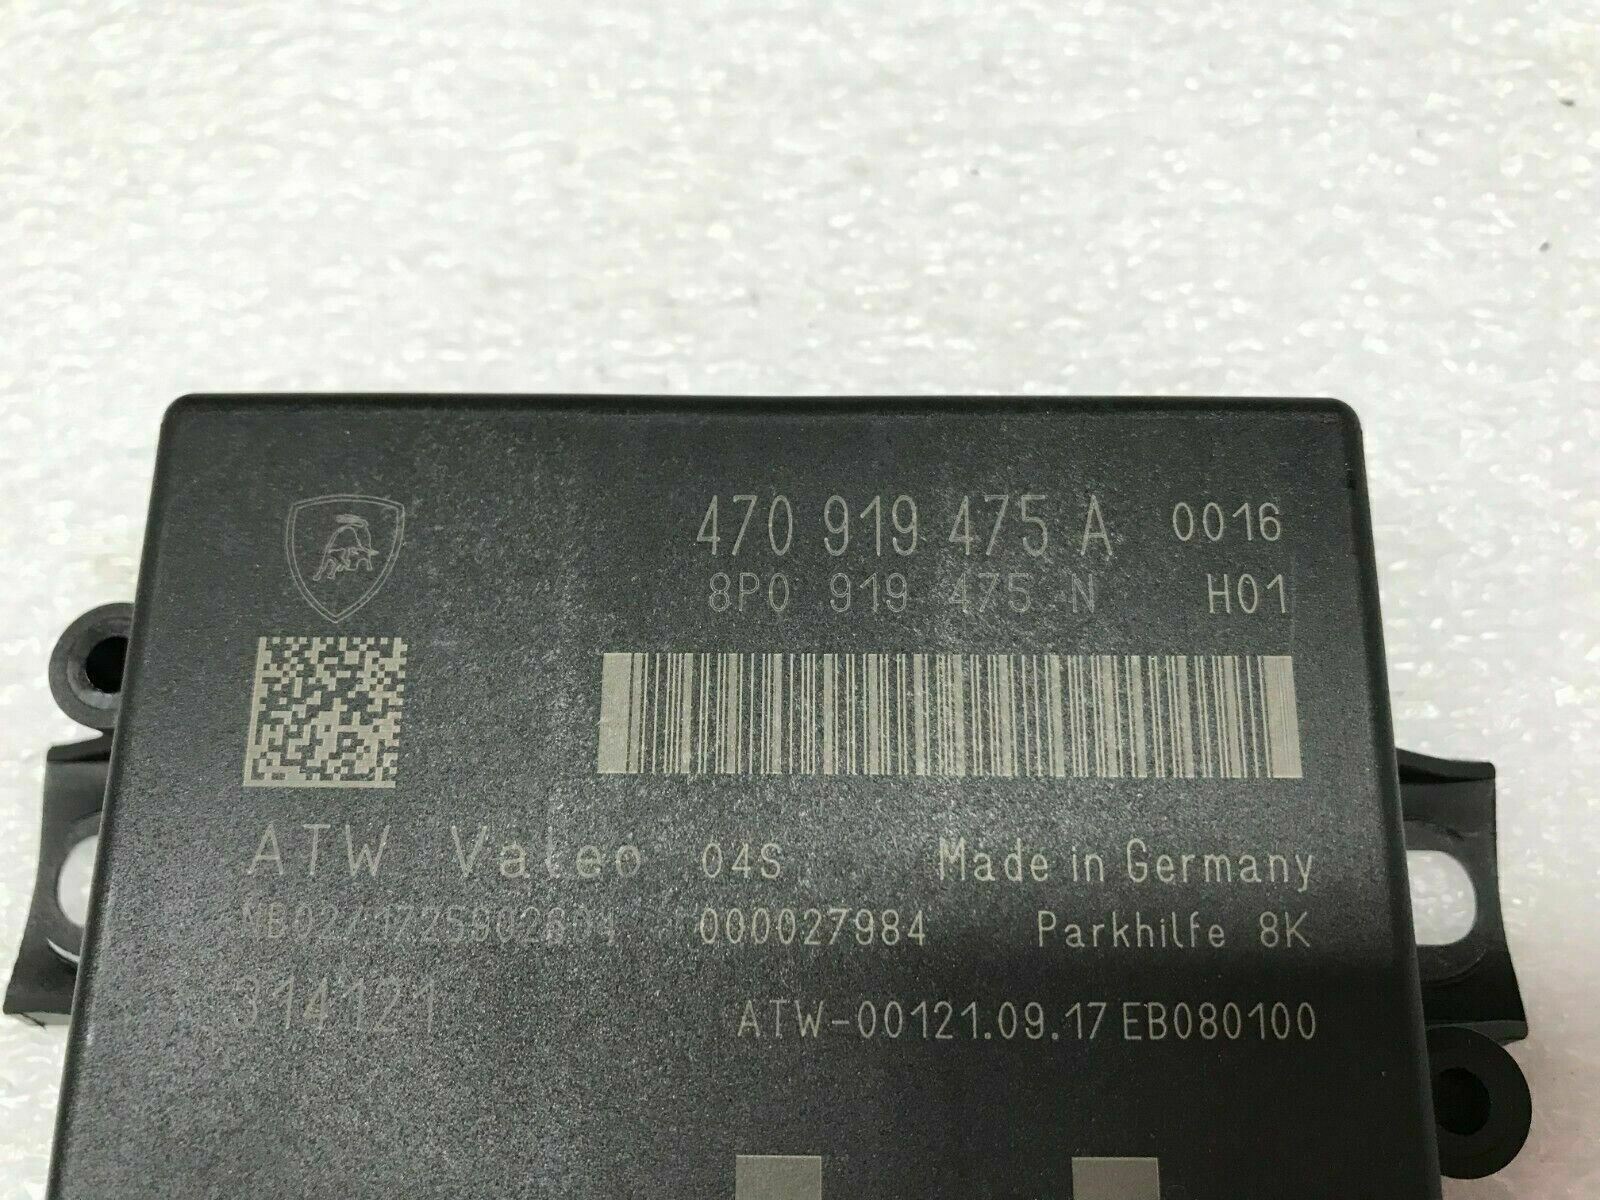 470 919 475 A 0016
8P0 919 475 N H01
ATW Valeo 04S Made in Germany
000027984 Parkhilfe 8K
314121
ATW-00121.09.17 EB080100